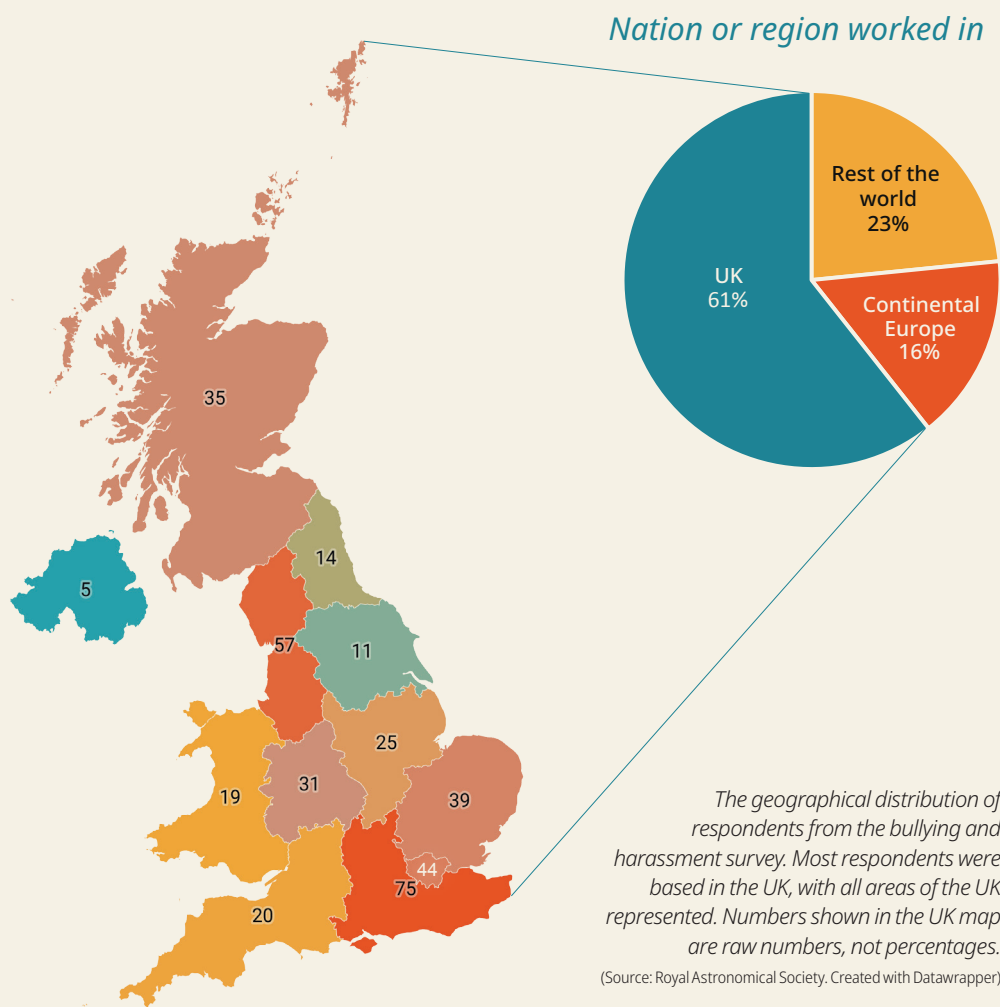 Nation or region worked in
Rest of the
world
23%
UK
61%
Continental
Europe
16%
35
14
5
57
11
25
31
39
19
44
75
20
The geographical distribution of
respondents from the bullying and
harassment survey. Most respondents were
based in the UK, with all areas of the UK
represented. Numbers shown in the UK map
are raw numbers, not percentages.
(Source: Royal Astronomical Society. Created with Datawrapper)